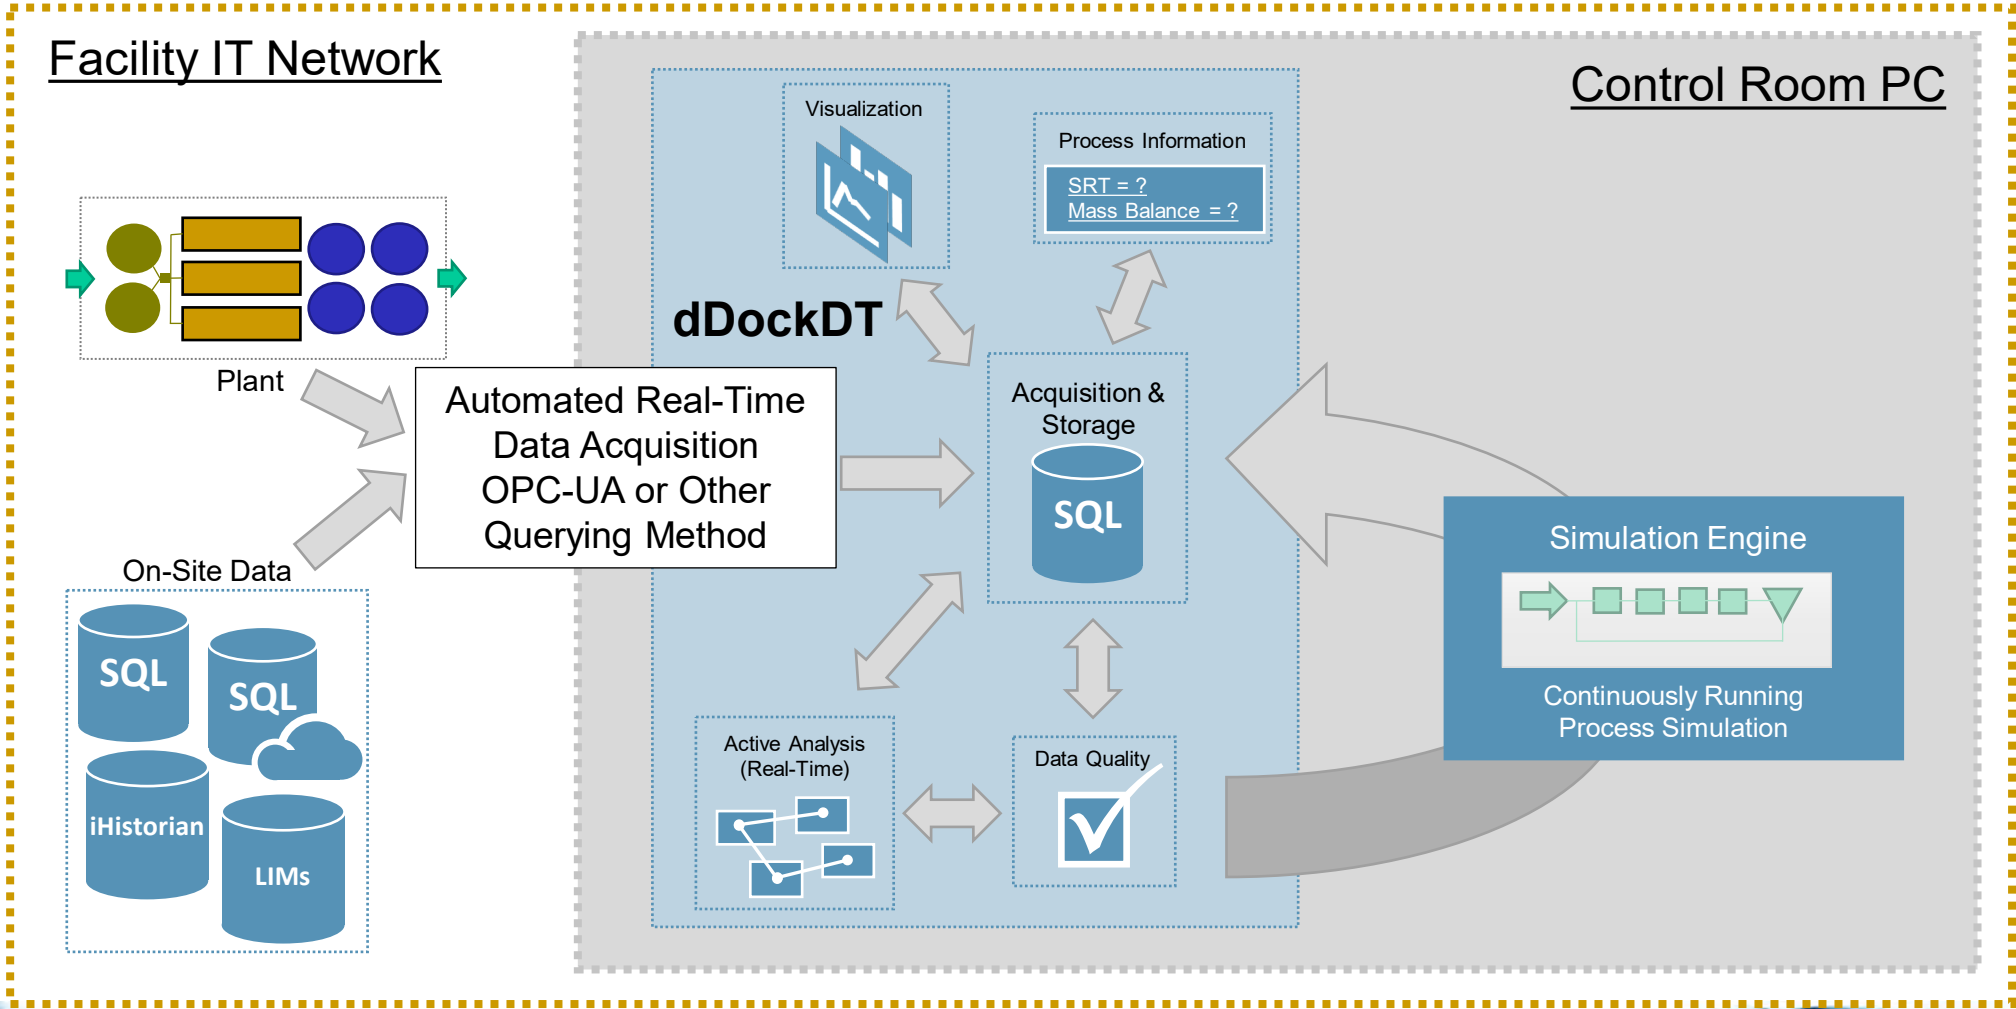 Facility IT Network
Control Room PC
Visualization
Process Information
SRT = ?
Mass Balance = ?
dDockDT
Plant
Automated Real-Time
Data Acquisition
OPC-UA or Other
Querying Method
Acquisition &
Storage
SQL
Simulation Engine
Continuously Running
Process Simulation
On-Site Data
SQL
SQL
iHistorian
LIMs
Active Analysis
(Real-Time)
Data Quality